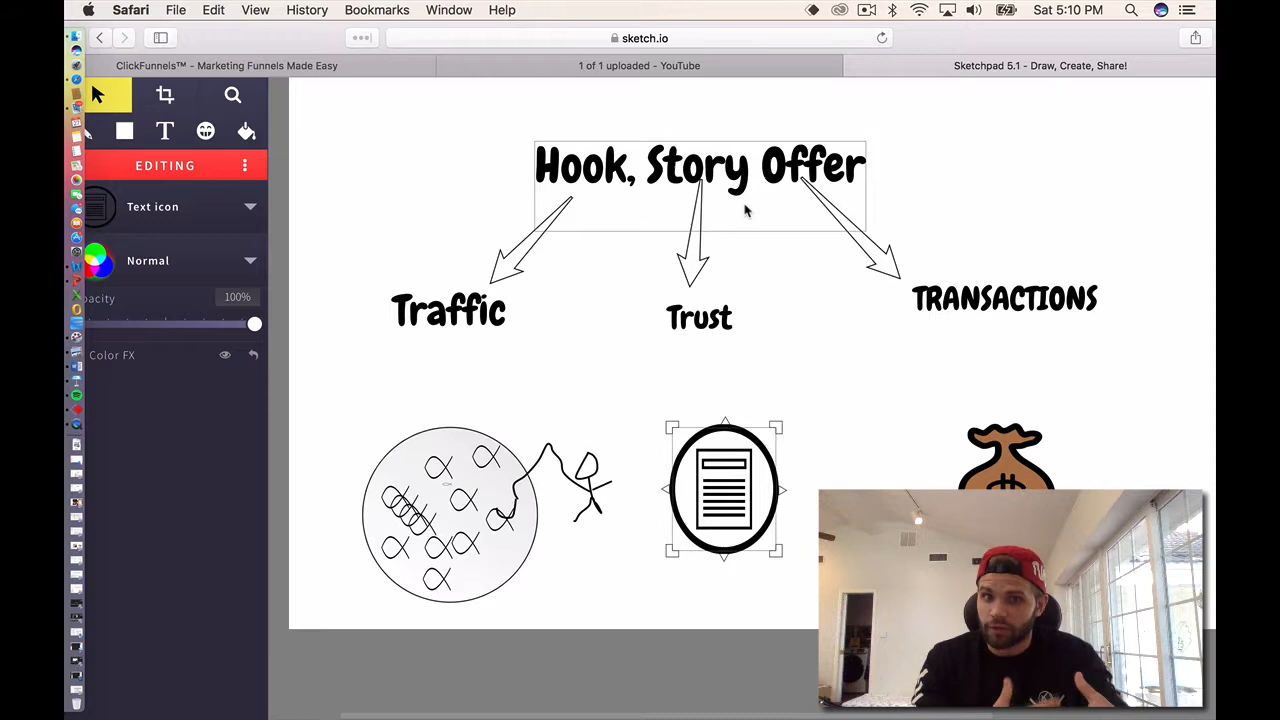 Safari File Edit View History Bookmarks Window Help Sat 5:10 PM
sketch.io
ClickFunnels™ - Marketing Funnels Made Easy 1 of 1 uploaded - YouTube Sketchpad 5.1 - Draw, Create, Share!
T
EDITING
Text icon
Normal
pacity 100%
Color FX
Hook, Story Offer
Traffic Trust TRANSACTIONS